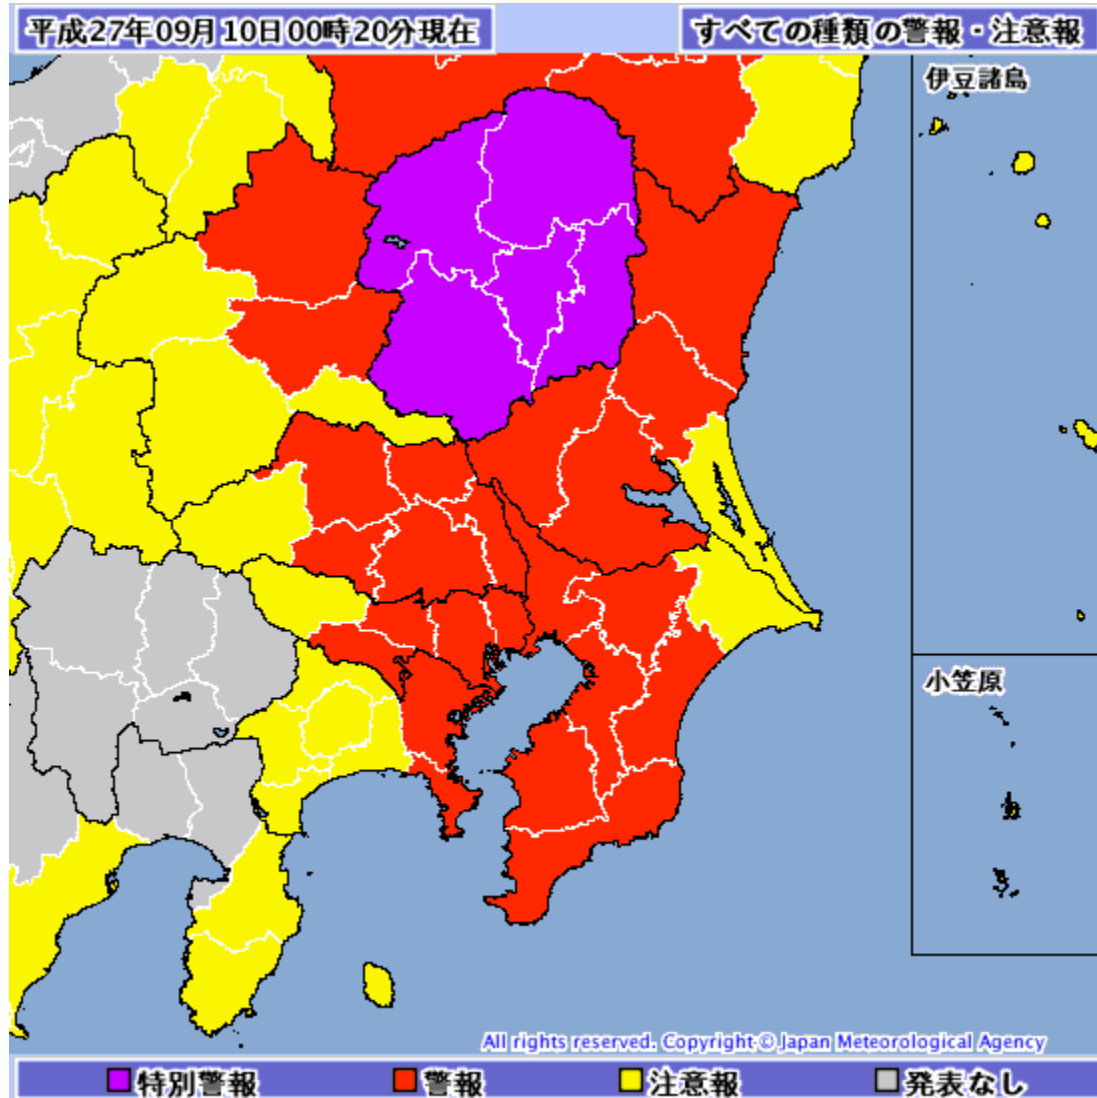 平成27年09月10日00時20分現在
すべての種類の警報・注意報
伊豆諸島
小笠原
All rights reserved. Copyright © Japan Meteorological Agency
特別警報 警報 注意報 発表なし